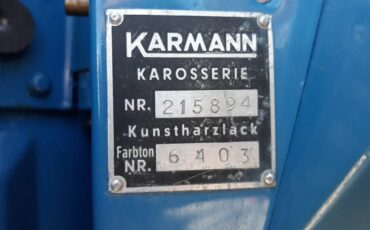 KARMANN
KAROSSERIE
NR. 215894
Kunstharzlack
Farbton
NR. 6403